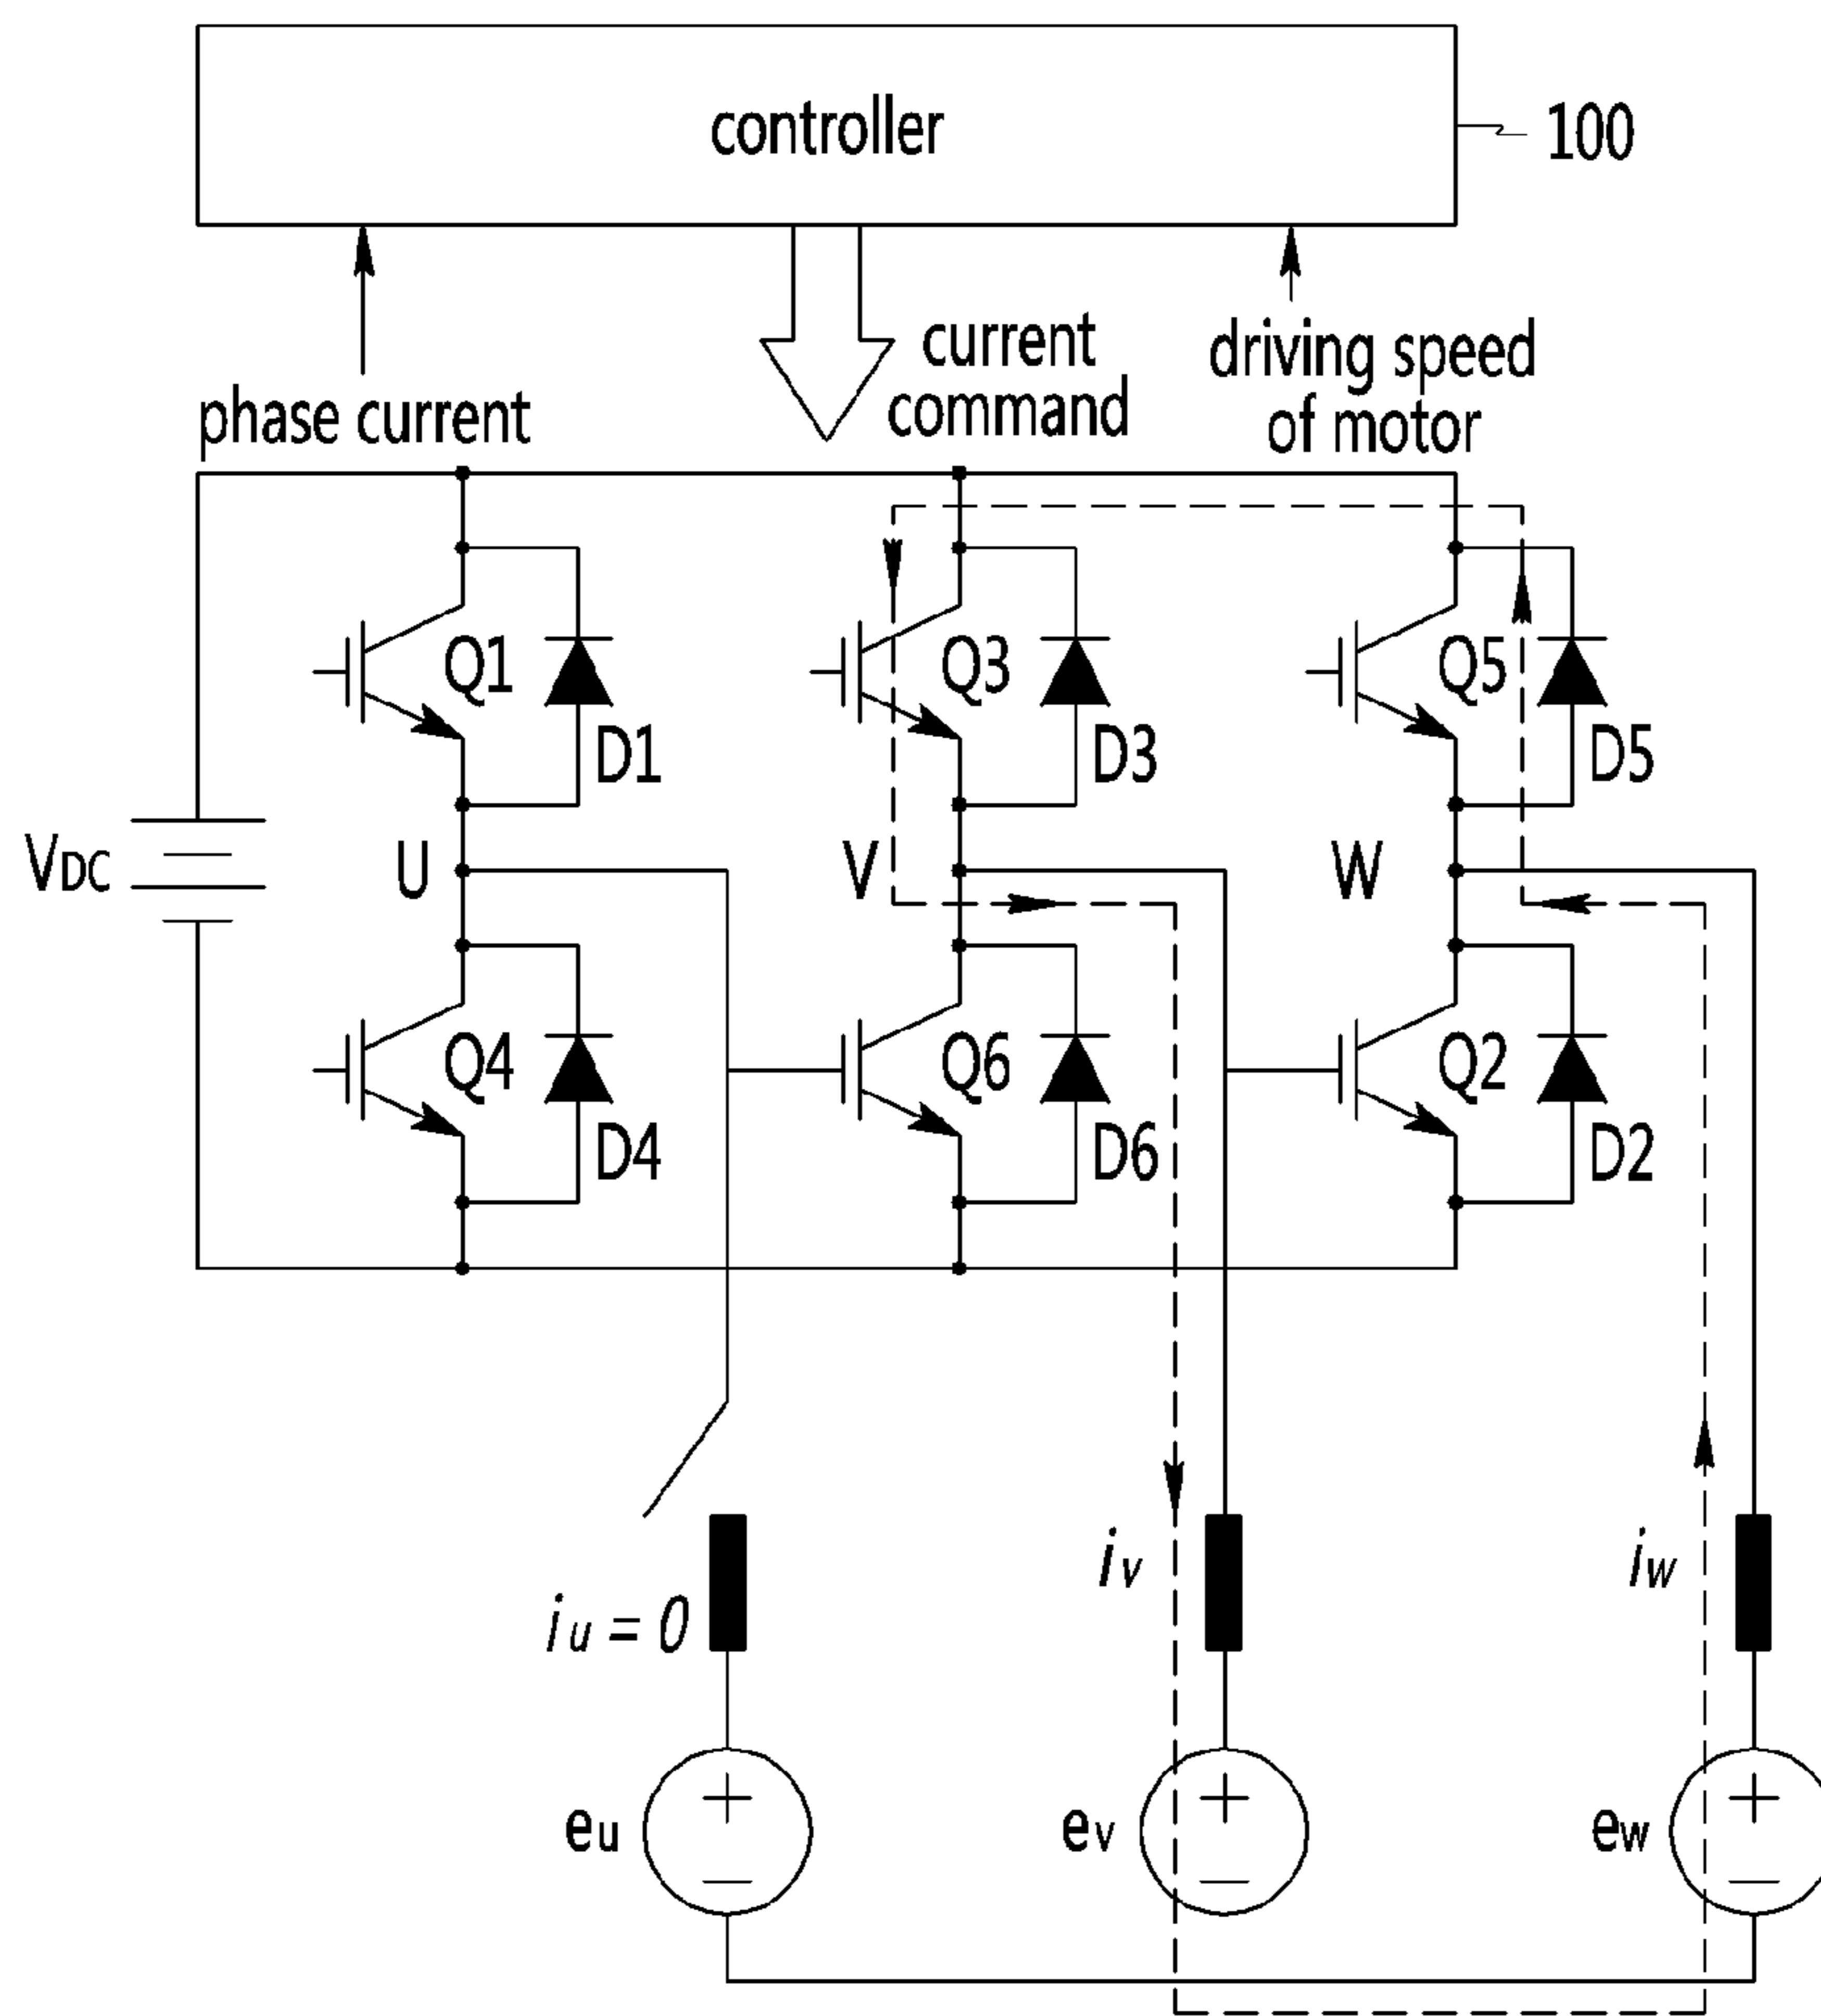 controller
100
phase current
current
command
driving speed
of motor
Q1
D1
Q3
D3
Q5
D5
VDC
U
V
W
Q4
D4
Q6
D6
Q2
D2
iu = 0
iv
iw
+
+
+
eu
ev
ew